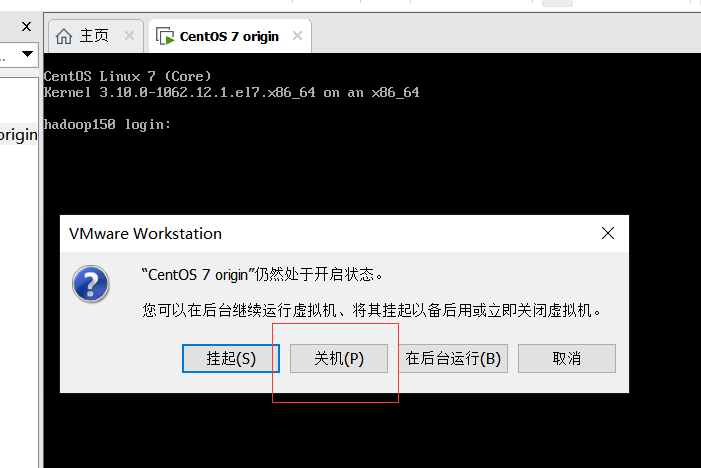 主页
CentOS 7 origin
..
CentOS Linux 7 (Core)
Kernel 3.10.0-1062.12.1.el7.x86_64 on an x86_64
origin
hadoop150 login:
VMware Workstation
“CentOS 7 origin”仍然处于开启状态。
您可以在后台继续运行虚拟机、将其挂起以备后用或立即关闭虚拟机。
挂起(S) 关机(P) 在后台运行(B) 取消